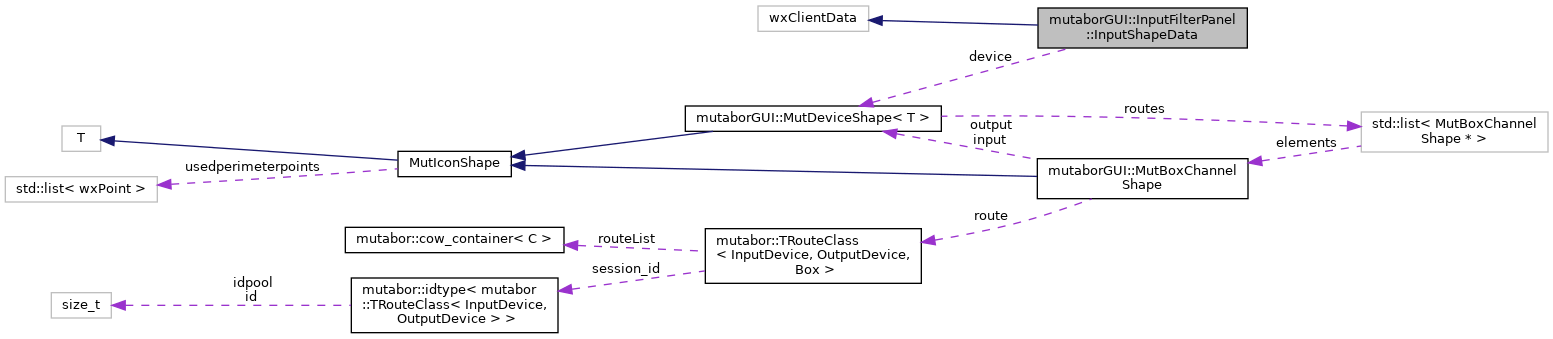 wxClientData
mutaborGUI::InputFilterPanel
::InputShapeData
device
mutaborGUI::MutDeviceShape< T >
routes
std::list< MutBoxChannel
Shape * >
output
input
elements
T
MutIconShape
usedperimeterpoints
std::list< wxPoint >
mutaborGUI::MutBoxChannel
Shape
route
mutabor::cow_container< C >
routeList
mutabor::TRouteClass
< InputDevice, OutputDevice,
Box >
session_id
idpool
id
size_t
mutabor::idtype< mutabor
::TRouteClass< InputDevice,
OutputDevice > >